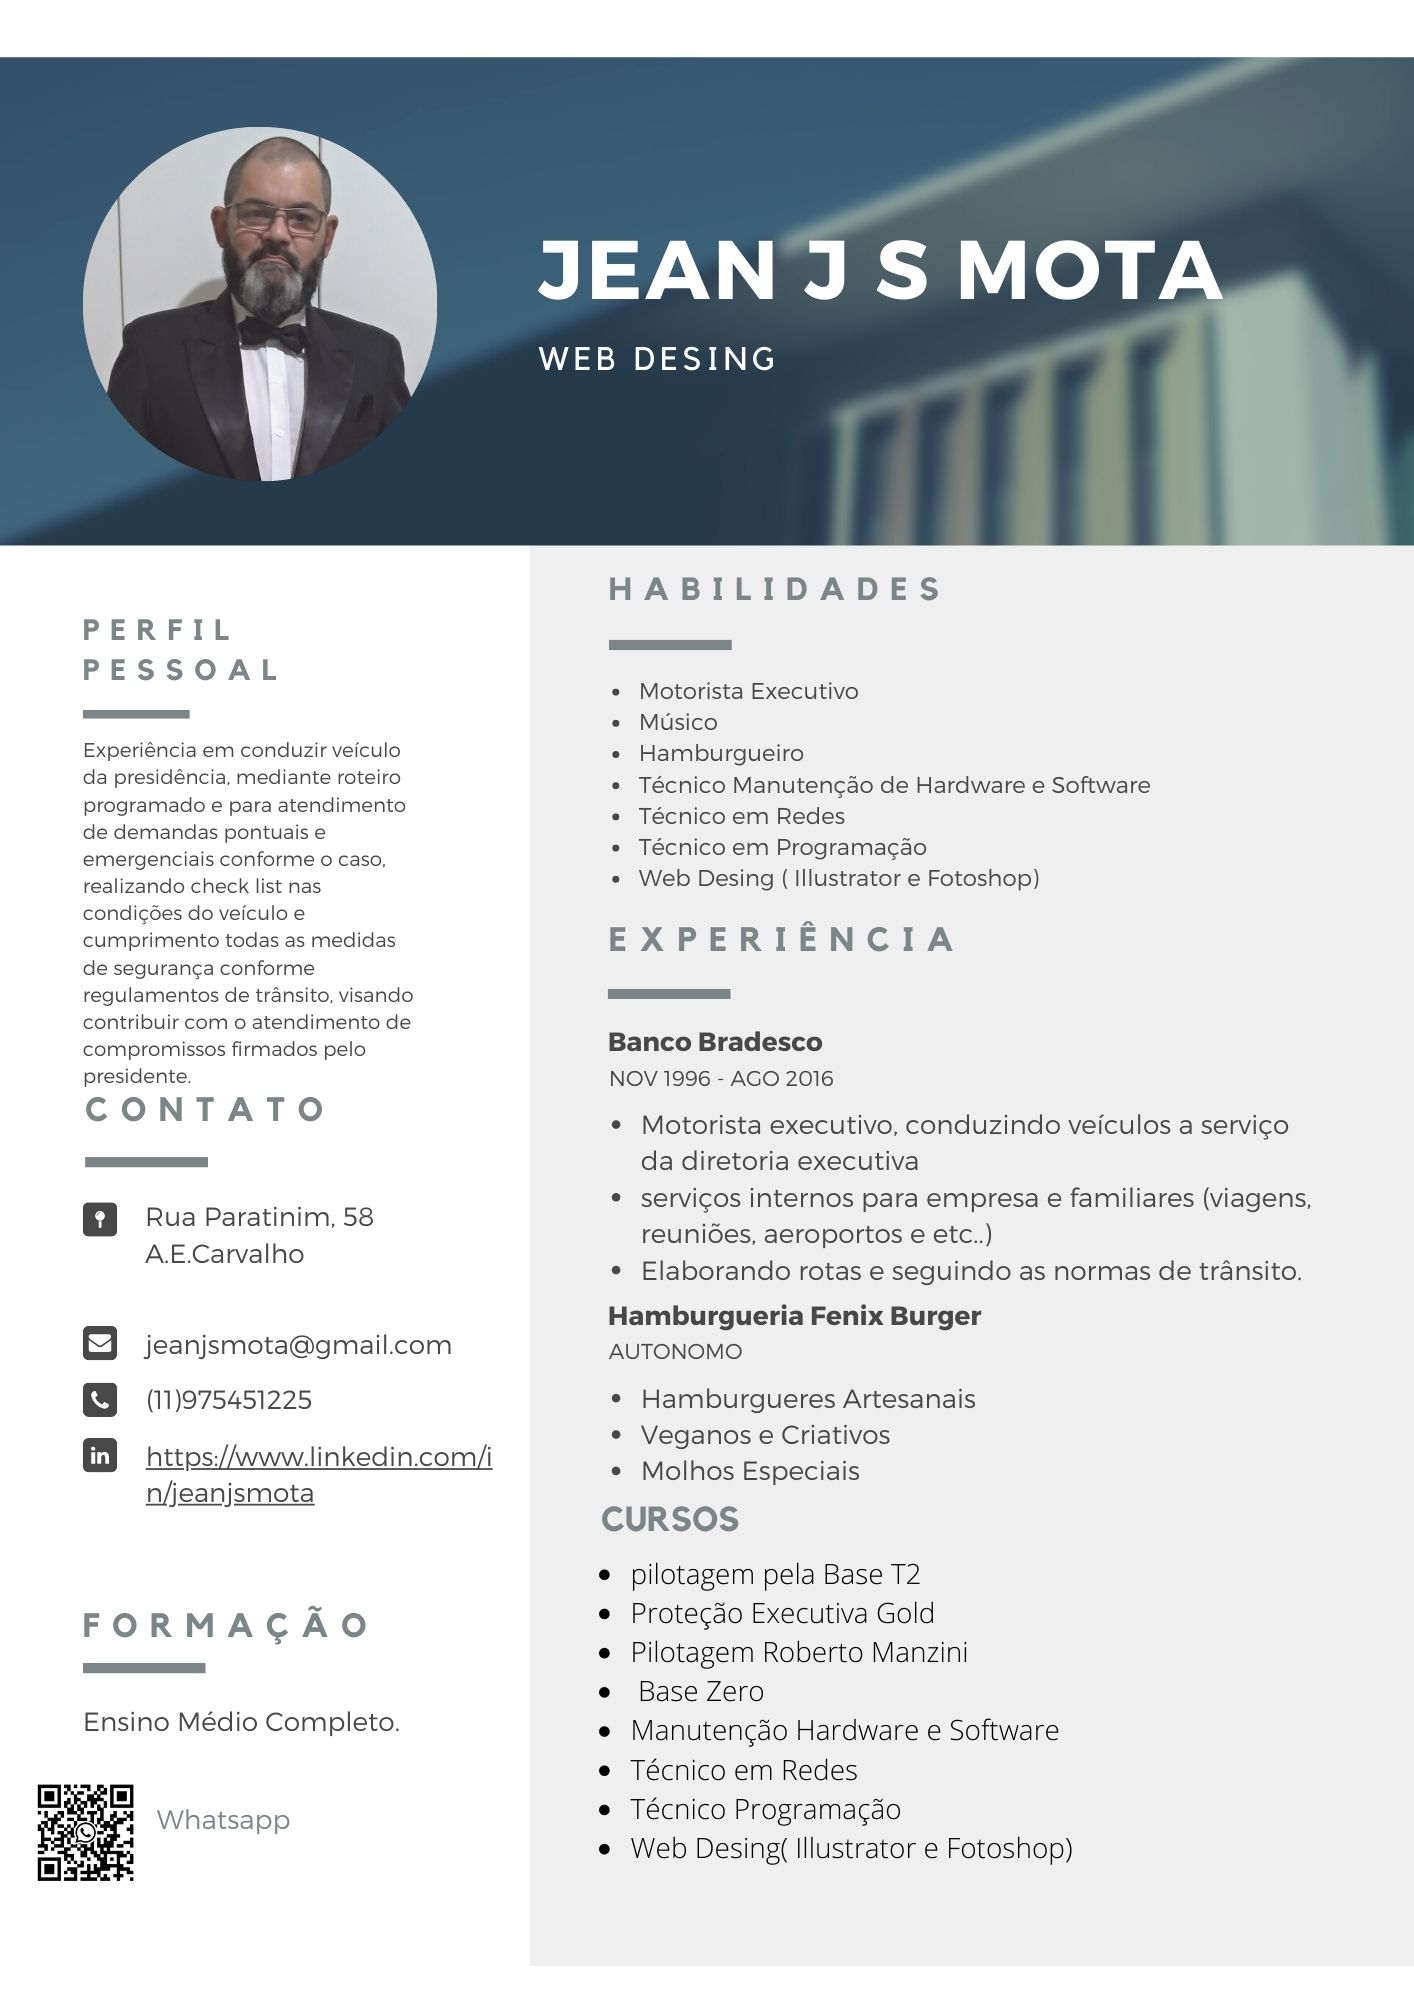 JEAN J S MOTA
WEB DESING
PERFIL
PESSOAL
Experiência em conduzir veículo
da presidência, mediante roteiro
programado e para atendimento
de demandas pontuais e
emergenciais conforme o caso,
realizando check list nas
condições do veículo e
cumprimento todas as medidas
de segurança conforme
regulamentos de trânsito, visando
contribuir com o atendimento de
compromissos firmados pelo
presidente.
CONTATO
Rua Paratinim, 58
A.E.Carvalho
jeanjsmota@gmail.com
(11)975451225
https://www.linkedin.com/i
n/jeanjsmota
FORMAÇÃO
Ensino Médio Completo.
Whatsapp
HABILIDADES
• Motorista Executivo
• Músico
• Hamburgueiro
• Técnico Manutenção de Hardware e Software
• Técnico em Redes
• Técnico em Programação
• Web Desing ( Illustrator e Fotoshop)
EXPERIÊNCIA
Banco Bradesco
NOV 1996 - AGO 2016
• Motorista executivo, conduzindo veículos a serviço
da diretoria executiva
• serviços internos para empresa e familiares (viagens,
reuniões, aeroportos e etc..)
• Elaborando rotas e seguindo as normas de trânsito.
Hamburgueria Fenix Burger
AUTONOMO
• Hamburgueres Artesanais
• Veganos e Criativos
• Molhos Especiais
CURSOS
• pilotagem pela Base T2
• Proteção Executiva Gold
• Pilotagem Roberto Manzini
• Base Zero
• Manutenção Hardware e Software
• Técnico em Redes
• Técnico Programação
• Web Desing( Illustrator e Fotoshop)